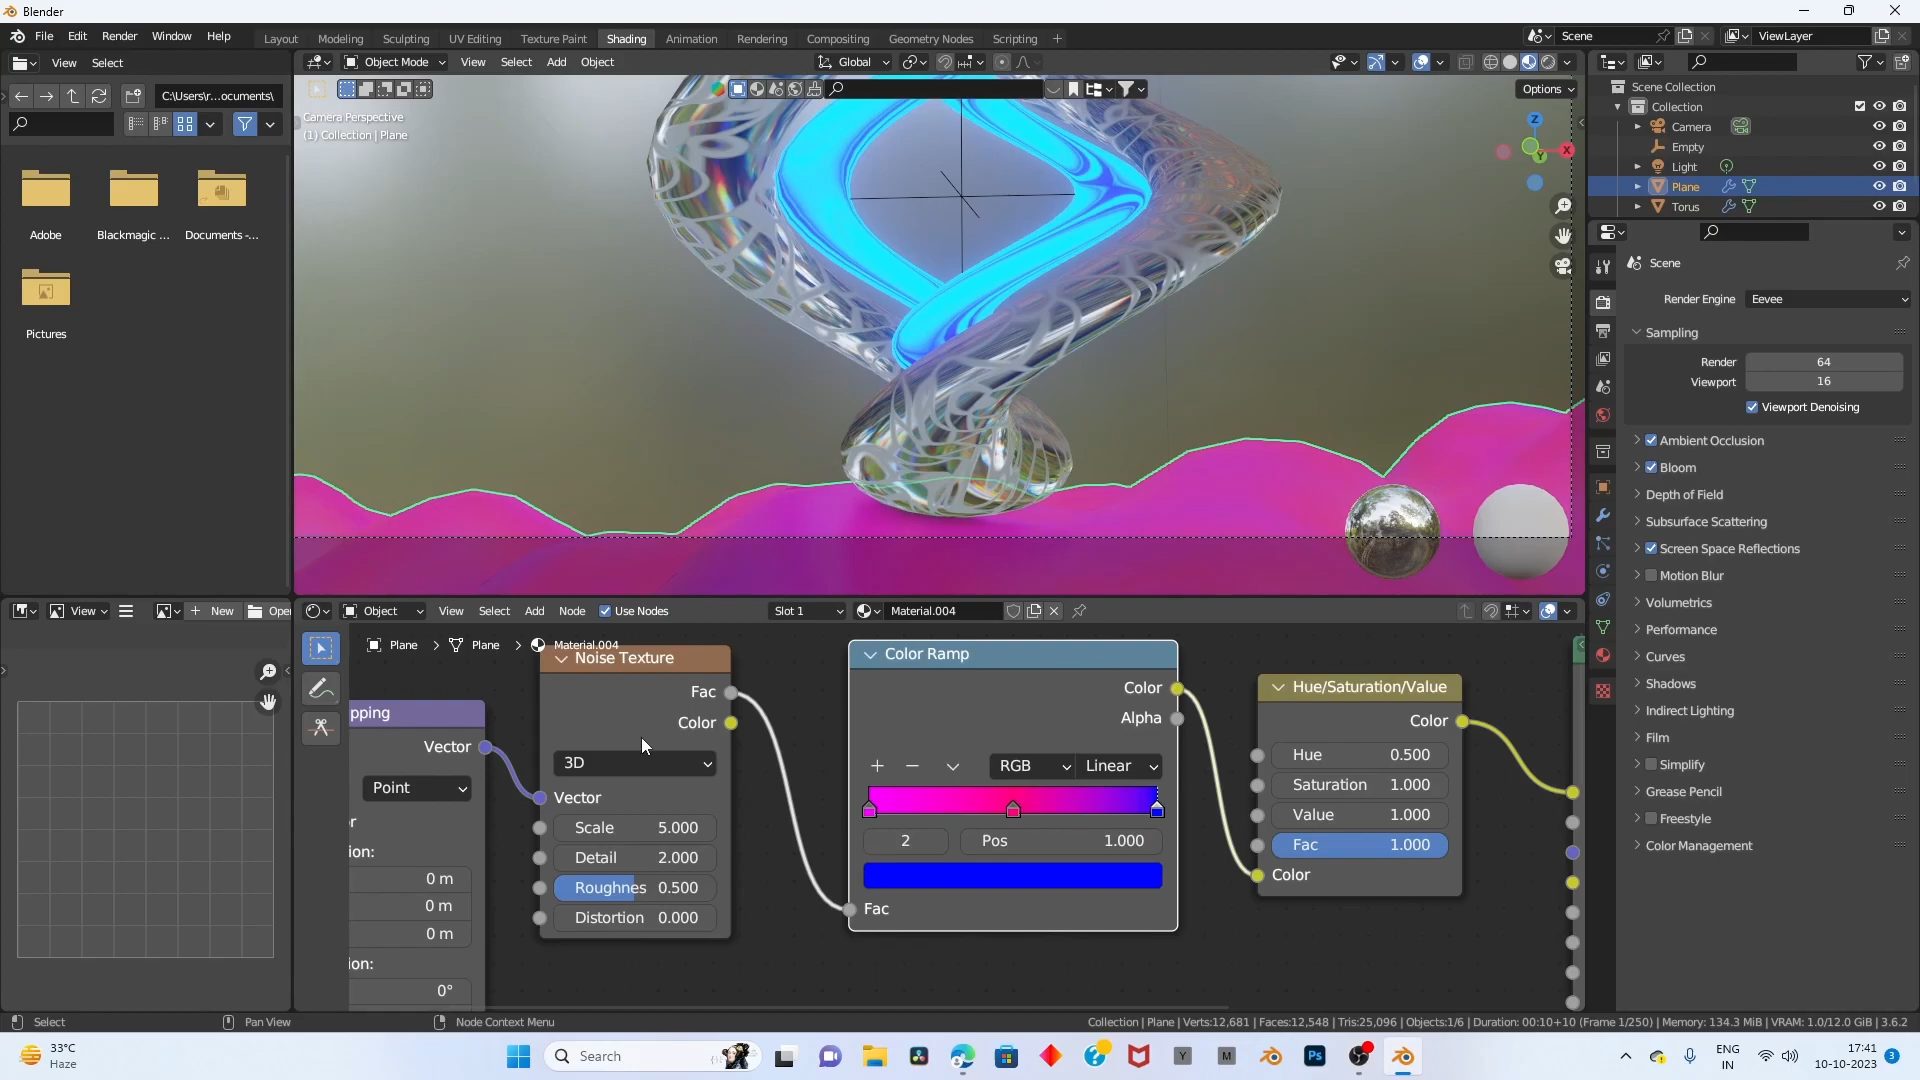 Blender
File Edit Render Window Help
Layout Modeling Sculpting UV Editing Texture Paint Shading Animation Rendering Compositing Geometry Nodes Scripting +
Scene
ViewLayer
View Select
Object Mode View Select Add Object
Global
C:\Users\r...ocuments\
Options
Camera Perspective
(1) Collection | Plane
Z
X
Y
Adobe
Blackmagic ...
Documents -...
Pictures
Scene Collection
Collection
Camera
Empty
Light
Plane
Torus
Scene
Render Engine Eevee
Sampling
Render 64
Viewport 16
Viewport Denoising
Ambient Occlusion
Bloom
Depth of Field
Subsurface Scattering
Screen Space Reflections
Motion Blur
Volumetrics
Performance
Curves
Shadows
Indirect Lighting
Film
Simplify
Grease Pencil
Freestyle
Color Management
View
+ New
Oper
Object View Select Add Node Use Nodes
Slot 1
Material.004
Plane > Plane > Material.004
pping
Vector
Point
r
ion:
0 m
0 m
0 m
ion:
0°
Noise Texture
Fac
Color
3D
Vector
Scale 5.000
Detail 2.000
Roughnes 0.500
Distortion 0.000
Color Ramp
Color
Alpha
+ − RGB Linear
2 Pos 1.000
Fac
Hue/Saturation/Value
Color
Hue 0.500
Saturation 1.000
Value 1.000
Fac 1.000
Color
Select
Pan View
Node Context Menu
Collection | Plane | Verts:12,681 | Faces:12,548 | Tris:25,096 | Objects:1/6 | Duration: 00:10+10 (Frame 1/250) | Memory: 134.3 MiB | VRAM: 1.0/12.0 GiB | 3.6.2
33°C
Haze
Search
Y
M
Ps
ENG
IN
17:41
10-10-2023
3